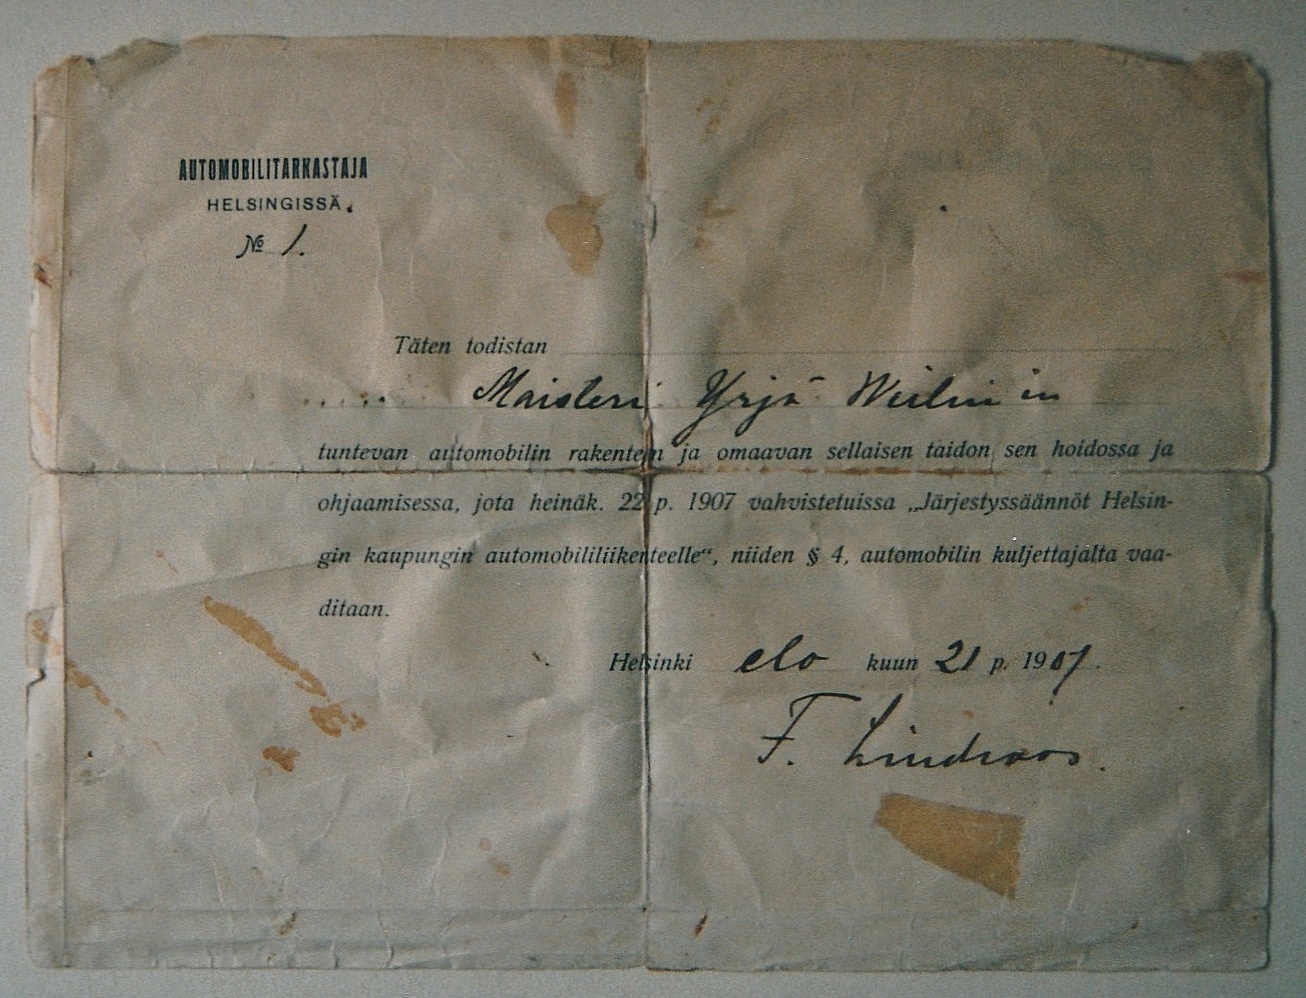 AUTOMOBILITARKASTAJA
HELSINGISSÄ.
No 1.
Täten todistan
Maisteri Yrjö Weilin in
tuntevan automobilin rakenteen ja omaavan sellaisen taidon sen hoidossa ja
ohjaamisessa, jota heinäk. 22 p. 1907 vahvistetuissa „Järjestyssäännöt Helsin-
gin kaupungin automobililiikenteelle“, niiden § 4, automobilin kuljettajalta vaa-
ditaan.
Helsinki elo kuun 21 p. 1907.
F. Lindroos.